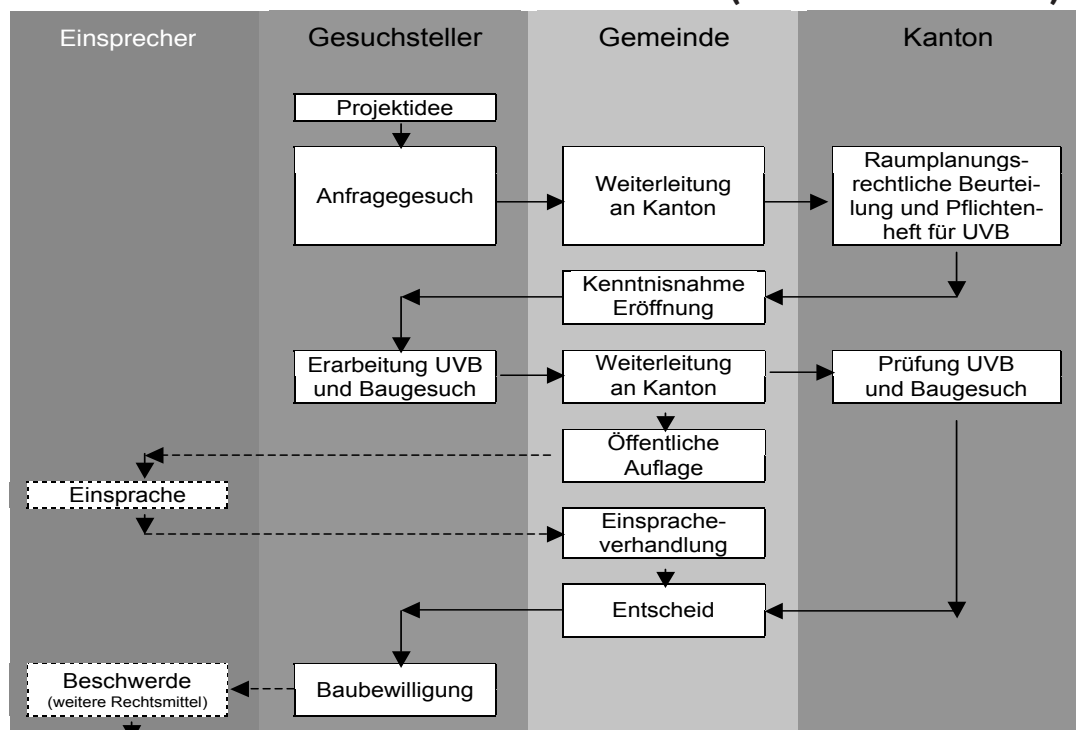 Einsprecher
Gesuchsteller
Gemeinde
Kanton
Projektidee
Anfragegesuch
Weiterleitung
an Kanton
Raumplanungs-
rechtliche Beurtei-
lung und Pflichten-
heft für UVB
Kenntnisnahme
Eröffnung
Erarbeitung UVB
und Baugesuch
Weiterleitung
an Kanton
Prüfung UVB
und Baugesuch
Öffentliche
Auflage
Einsprache
Einsprache-
verhandlung
Entscheid
Beschwerde
(weitere Rechtsmittel)
Baubewilligung